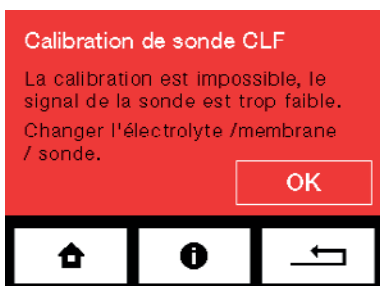 Calibration de sonde CLF
La calibration est impossible, le
signal de la sonde est trop faible.
Changer l'électrolyte /membrane
/ sonde.
OK